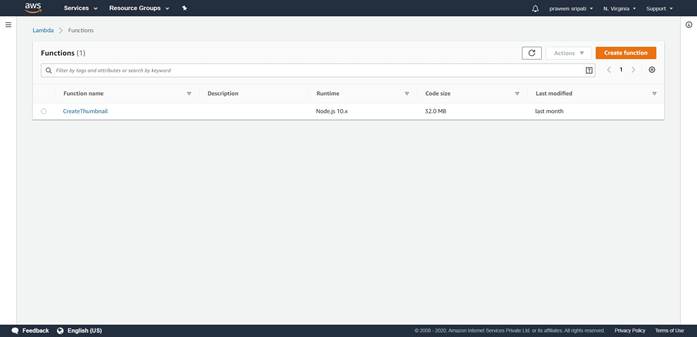 aws Services Resource Groups praveen sripati N. Virginia Support
Lambda Functions
Functions (1) Actions Create function
Filter by tags and attributes or search by keyword 1
Function name Description Runtime Code size Last modified
CreateThumbnail Node.js 10.x 32.0 MB last month
Feedback English (US) © 2008 - 2020, Amazon Internet Services Private Ltd. or its affiliates. All rights reserved. Privacy Policy Terms of Use